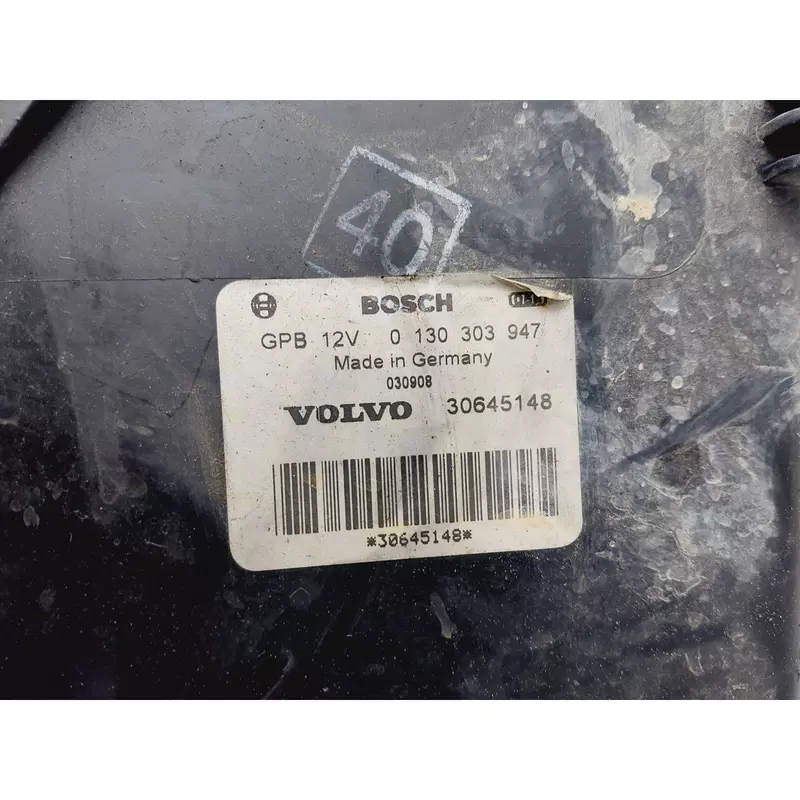 40
BOSCH
GPB 12V 0 130 303 947
Made in Germany
030908
VOLVO 30645148
*30645148*